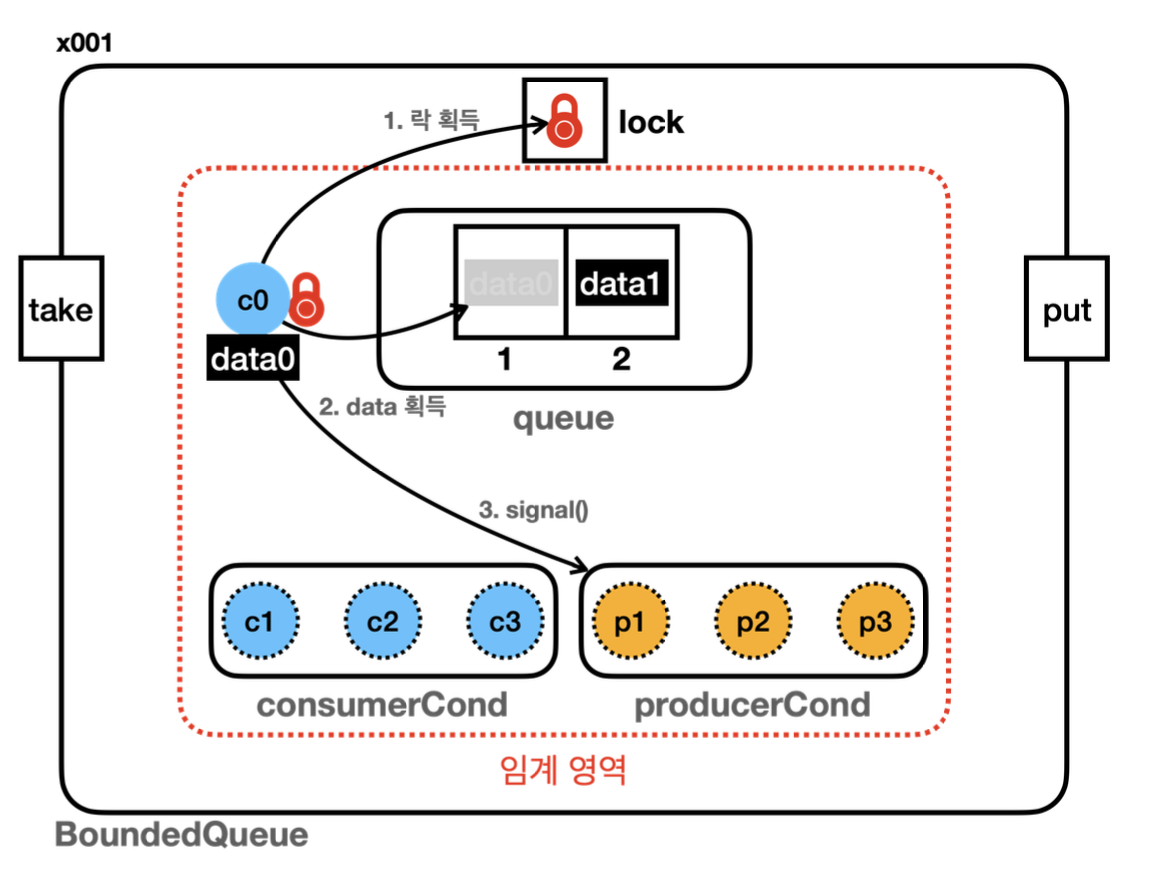 x001
1. 락 획득
lock
take
c0
data0
data0
data1
1
2
queue
put
2. data 획득
3. signal()
c1
c2
c3
p1
p2
p3
consumerCond
producerCond
임계 영역
BoundedQueue